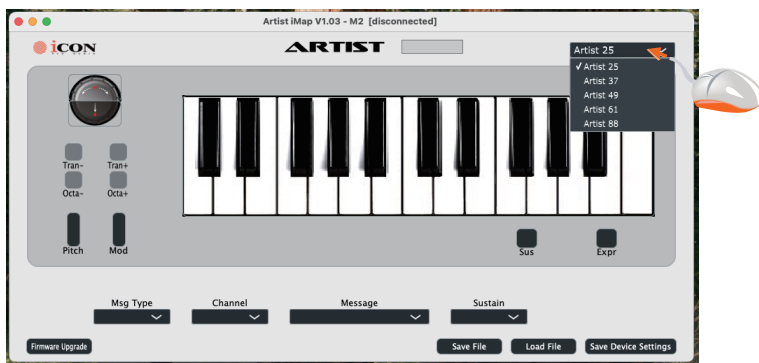 Artist iMap V1.03 - M2 [disconnected]
iCON
ARTIST
Artist 25
✓ Artist 25
Artist 37
Artist 49
Artist 61
Artist 88
Tran- Tran+
Octa- Octa+
Pitch Mod
Sus Expr
Msg Type Channel Message Sustain
Firmware Upgrade Save File Load File Save Device Settings